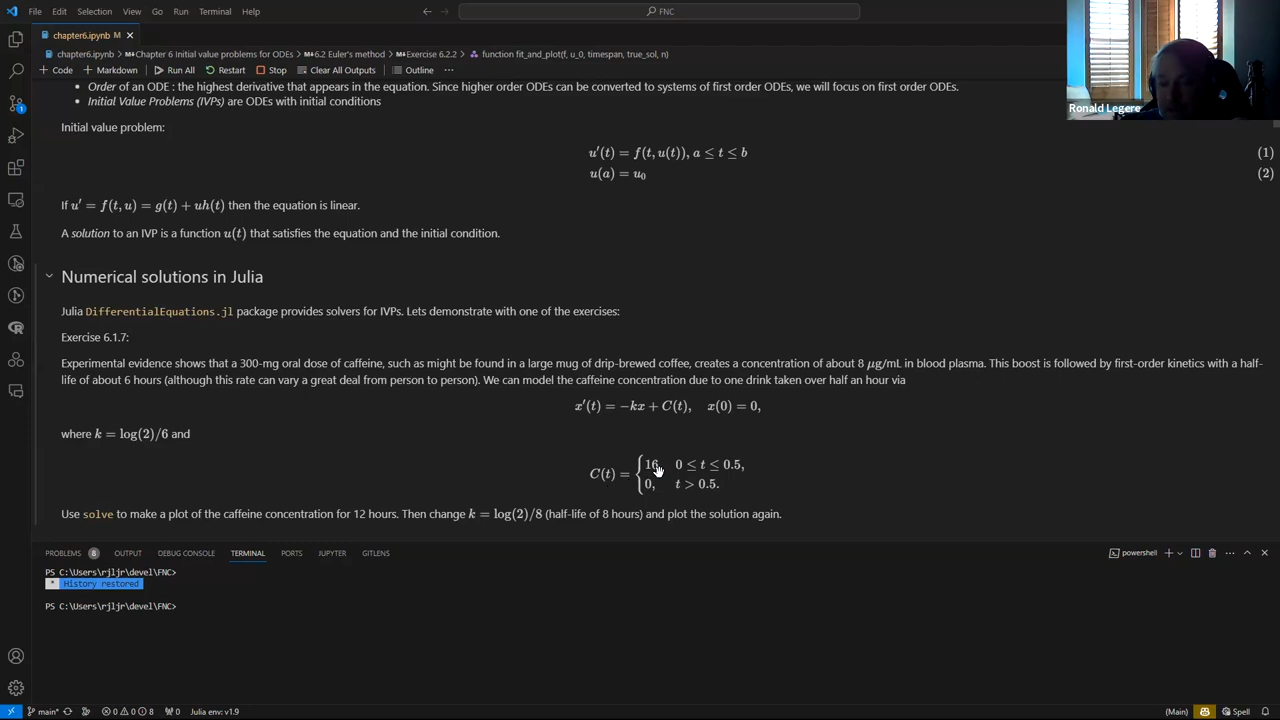 File Edit Selection View Go Run Terminal Help
FNC
chapter6.ipynb M
chapter6.ipynb > M↓ Chapter 6 Initial value problems for ODEs > M↓ 6.2 Euler's method > Exercise 6.2.2 > function fit_and_plot(f, u0, timespan, true_sol, ns)
+ Code + Markdown Run All Stop All Outputs
Order of an ODE : the highest derivative that appears in the Since higher order ODEs can be converted to systems of first order ODEs, we will focus on first order ODEs.
Initial Value Problems (IVPs) are ODEs with initial conditions
Ronald Legere
Initial value problem:
u′(t) = f(t, u(t)), a ≤ t ≤ b (1)
u(a) = u₀ (2)
If u′ = f(t, u) = g(t) + uh(t) then the equation is linear.
A solution to an IVP is a function u(t) that satisfies the equation and the initial condition.
Numerical solutions in Julia
Julia DifferentialEquations.jl package provides solvers for IVPs. Lets demonstrate with one of the exercises:
Exercise 6.1.7:
Experimental evidence shows that a 300-mg oral dose of caffeine, such as might be found in a large mug of drip-brewed coffee, creates a concentration of about 8 μg/mL in blood plasma. This boost is followed by first-order kinetics with a half-
life of about 6 hours (although this rate can vary a great deal from person to person). We can model the caffeine concentration due to one drink taken over half an hour via
x′(t) = −kx + C(t), x(0) = 0,
where k = log(2)/6 and
C(t) = { 16, 0 ≤ t ≤ 0.5,
0, t > 0.5.
Use solve to make a plot of the caffeine concentration for 12 hours. Then change k = log(2)/8 (half-life of 8 hours) and plot the solution again.
PROBLEMS 8 OUTPUT DEBUG CONSOLE TERMINAL PORTS JUPYTER GITLENS
powershell
PS C:\Users\rjljr\devel\FNC>
* History restored
PS C:\Users\rjljr\devel\FNC>
main* 0 0 8 0 Julia env: v1.9 (Main) Spell